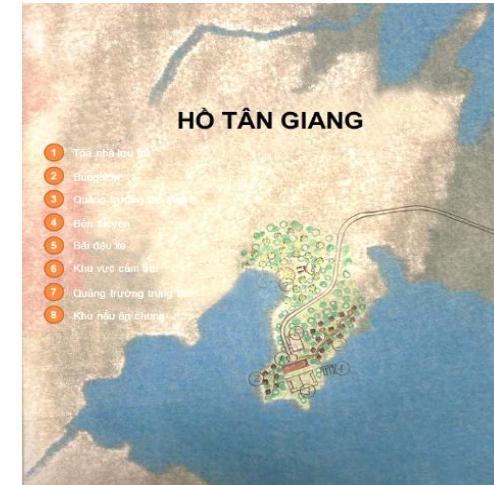 HỒ TÂN GIANG
1 Tòa nhà lưu trú
2 Bungalow
3 Quảng trường
4 Bến thuyền
5 Bãi đậu xe
6 Khu vực cắm trại
7 Quảng trường trung
8 Khu nấu ăn chung